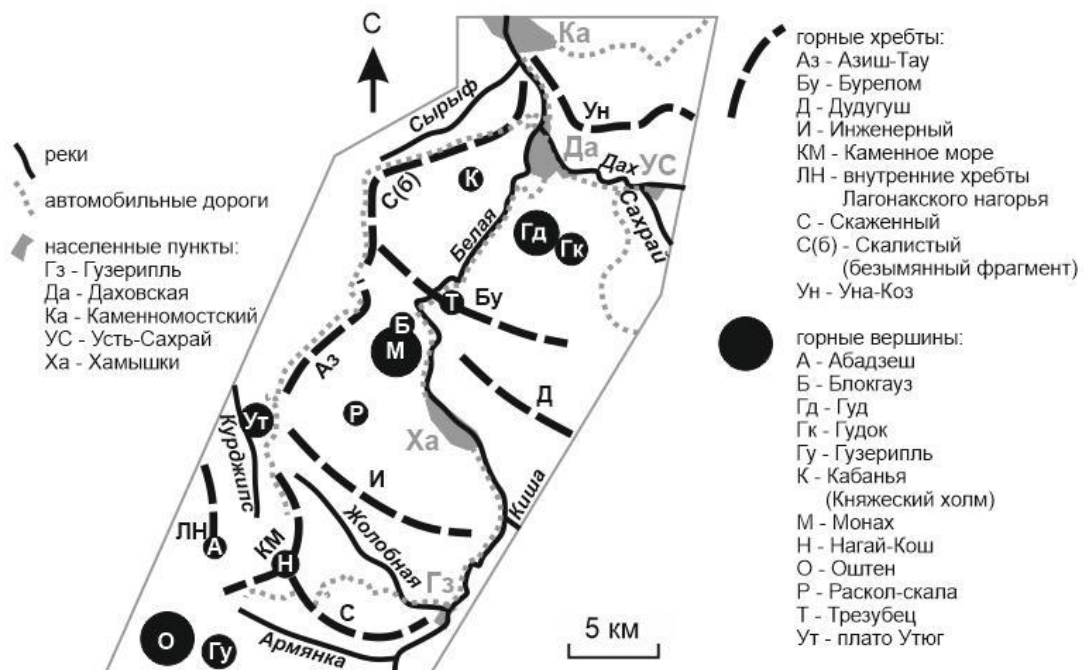 С
реки
автомобильные дороги
населенные пункты:
Гз - Гузерипль
Да - Даховская
Ка - Каменномостский
УС - Усть-Сахрай
Ха - Хамышки
Ка
Сырыф
Ун
Да
Дах
УС
С(б)
К
Сахрай
Белая
Гд
Гк
Т
Бу
Б
М
Аз
Р
Д
Ут
Ха
Курджипс
И
Киша
ЛН
А
КМ
Н
Жолобная
Гз
С
О
Гу
Армянка
5 км
горные хребты:
Аз - Азиш-Тау
Бу - Бурелом
Д - Дудугуш
И - Инженерный
КМ - Каменное море
ЛН - внутренние хребты
Лагонакского нагорья
С - Скаженный
С(б) - Скалистый
(безымянный фрагмент)
Ун - Уна-Коз
горные вершины:
А - Абадзеш
Б - Блокгауз
Гд - Гуд
Гк - Гудок
Гу - Гузерипль
К - Кабанья
(Княжеский холм)
М - Монах
Н - Нагай-Кош
О - Оштен
Р - Раскол-скала
Т - Трезубец
Ут - плато Утюг